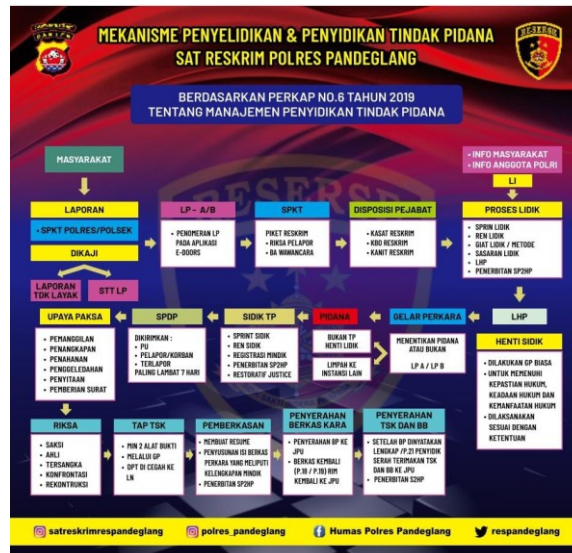 MEKANISME PENYELIDIKAN & PENYIDIKAN TINDAK PIDANA
SAT RESKRIM POLRES PANDEGLANG
BERDASARKAN PERKAP NO.6 TAHUN 2019
TENTANG MANAJEMEN PENYIDIKAN TINDAK PIDANA
MASYARAKAT
• INFO MASYARAKAT
• INFO ANGGOTA POLRI
LI
LAPORAN
• SPKT POLRES/POLSEK
DIKAJI
LAPORAN
TDK LAYAK
STT LP
LP - A/B
• PENOMERAN LP
PADA APLIKASI
E-DOORS
SPKT
PIKET RESKRIM
• RIKSA PELAPOR
• BA WAWANCARA
DISPOSISI PEJABAT
• KASAT RESKRIM
• KBO RESKRIM
• KANIT RESKRIM
PROSES LIDIK
• SPRIN LIDIK
• REN LIDIK
• GIAT LIDIK / METODE
• SASARAN LIDIK
• LHP
• PENERBITAN SP2HP
LHP
GELAR PERKARA
MENENTIKAN PIDANA
ATAU BUKAN
LP A / LP B
PIDANA
BUKAN TP
HENTI LIDIK
LIMPAH KE
INSTANSI LAIN
SIDIK TP
• SPRINT SIDIK
• REN SIDIK
• REGISTRASI MINDIK
• PENERBITAN SP2HP
• RESTORATIF JUSTICE
SPDP
DIKIRIMKAN :
• PU
• PELAPOR/KORBAN
• TERLAPOR
PALING LAMBAT 7 HARI
UPAYA PAKSA
• PEMANGGILAN
• PENANGKAPAN
• PENAHANAN
• PENGGELEDAHAN
• PENYITAAN
• PEMBERIAN SURAT
HENTI SIDIK
• DILAKUKAN GP BIASA
• UNTUK MEMENUHI
KEPASTIAN HUKUM,
KEADAAN HUKUM DAN
KEMANFAATAN HUKUM
• DILAKSANAKAN
SESUAI DENGAN
KETENTUAN
RIKSA
• SAKSI
• AHLI
• TERSANGKA
• KONFRONTASI
• REKONTRUKSI
TAP TSK
• MIN 2 ALAT BUKTI
• MELALUI GP
• DPT DI CEGAH KE
LN
PEMBERKASAN
• MEMBUAT RESUME
• PENYUSUNAN ISI BERKAS
PERKARA YANG MELIPUTI
KELENGKAPAN MINDIK
• PENERBITAN SP2HP
PENYERAHAN
BERKAS KARA
• PENYERAHAN BP KE
JPU
• BERKAS KEMBALI
(P.18 / P.19) RIM
KEMBALI KE JPU
PENYERAHAN
TSK DAN BB
• SETELAH BP DINYATAKAN
LENGKAP /P.21 PENYIDIK
SERAH TERIMAKAN TSK
DAN BB KE JPU
• PENERBITAN S2HP
satreskrimrespandeglang
polres_pandeglang
Humas Polres Pandeglang
respandeglang